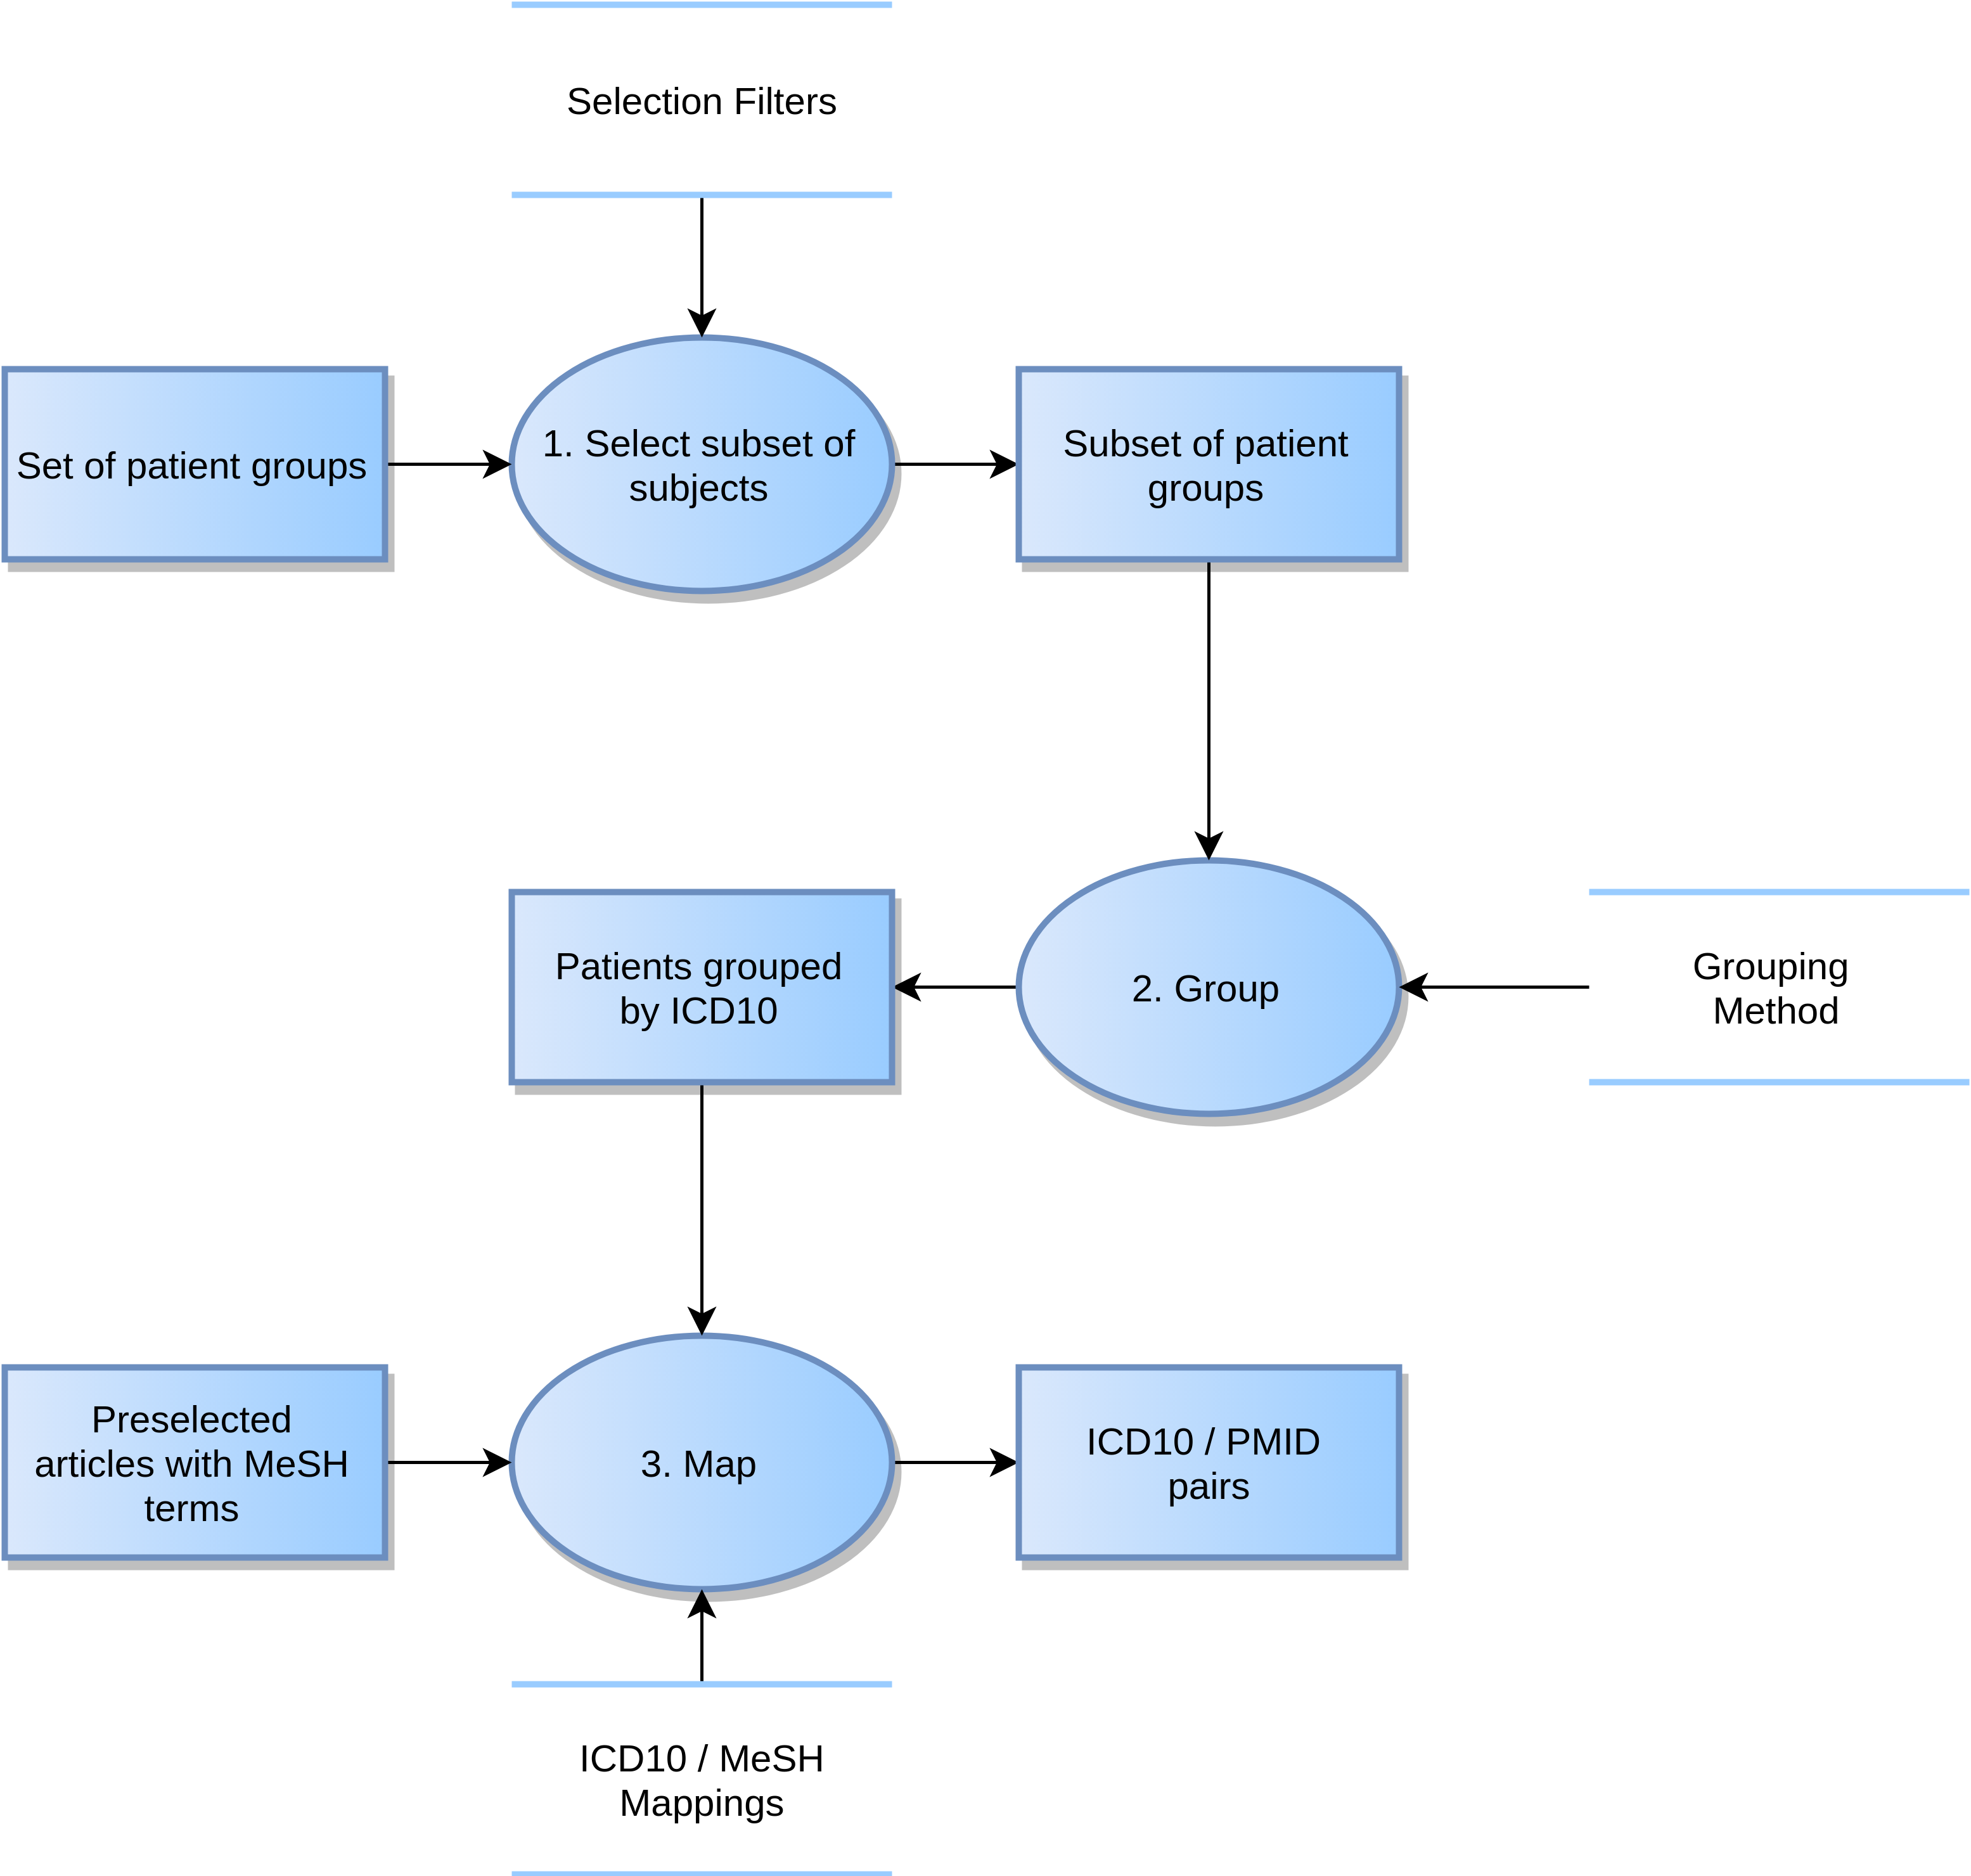 Selection Filters
Set of patient groups
1. Select subset of
subjects
Subset of patient
groups
Patients grouped
by ICD10
2. Group
Grouping
Method
Preselected
articles with MeSH
terms
3. Map
ICD10 / PMID
pairs
ICD10 / MeSH
Mappings